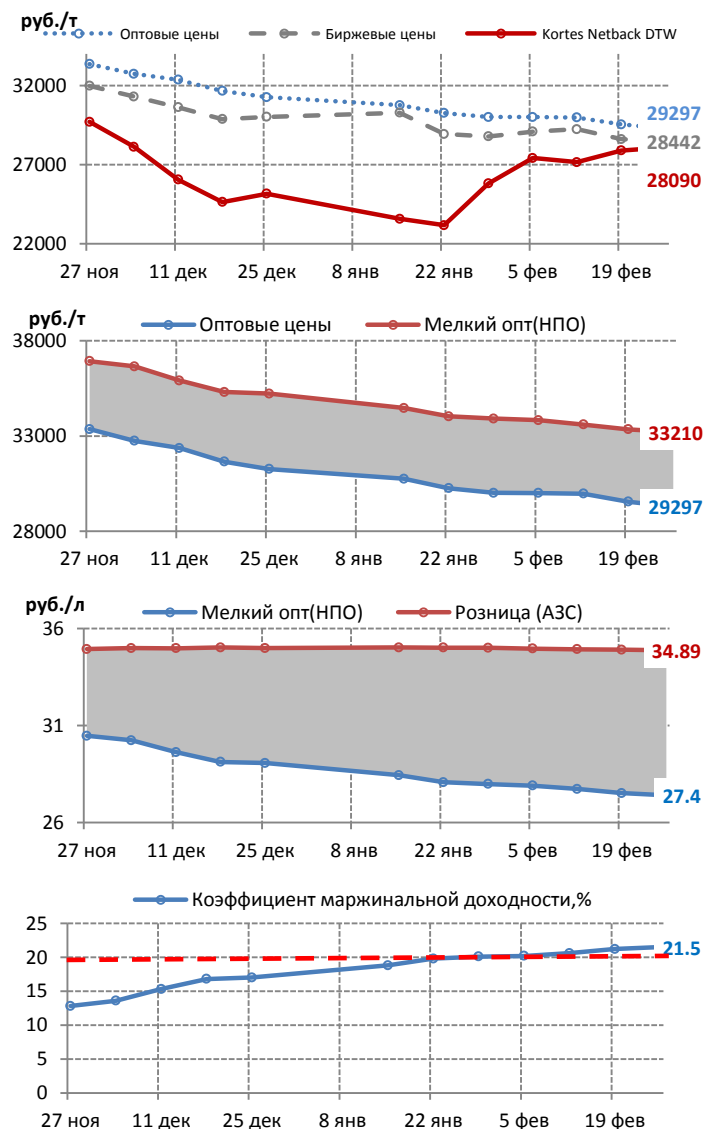 руб./т
Оптовые цены Биржевые цены Kortes Netback DTW
32000
29297
28442
27000
28090
22000
27 ноя 11 дек 25 дек 8 янв 22 янв 5 фев 19 фев
руб./т
Оптовые цены Мелкий опт(НПО)
38000
33000
33210
29297
28000
27 ноя 11 дек 25 дек 8 янв 22 янв 5 фев 19 фев
руб./л
Мелкий опт(НПО) Розница (АЗС)
36
34.89
31
27.4
26
27 ноя 11 дек 25 дек 8 янв 22 янв 5 фев 19 фев
Коэффициент маржинальной доходности,%
25
21.5
20
15
10
5
0
27 ноя 11 дек 25 дек 8 янв 22 янв 5 фев 19 фев